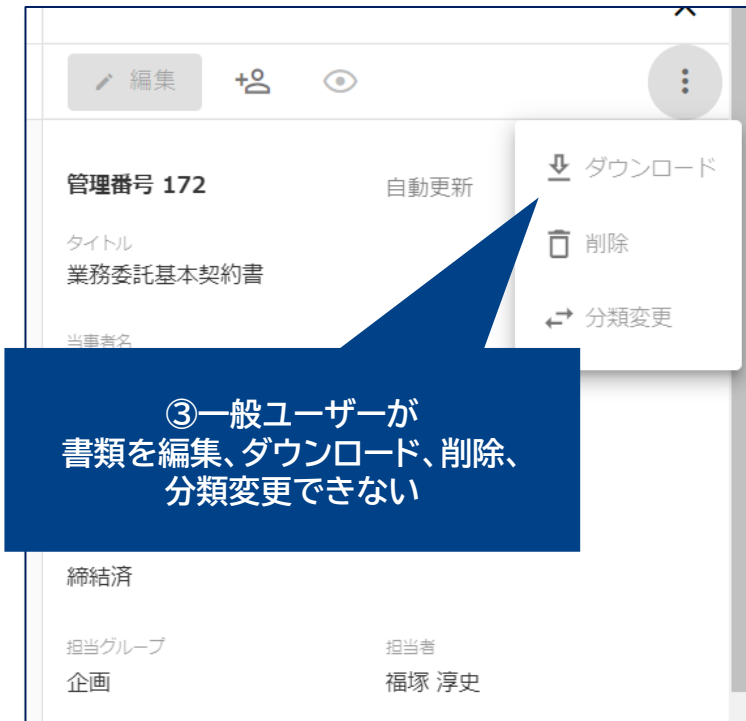 編集
管理番号 172
自動更新
ダウンロード
削除
分類変更
タイトル
業務委託基本契約書
当事者名
③一般ユーザーが
書類を編集、ダウンロード、削除、
分類変更できない
締結済
担当グループ
担当者
企画
福塚 淳史